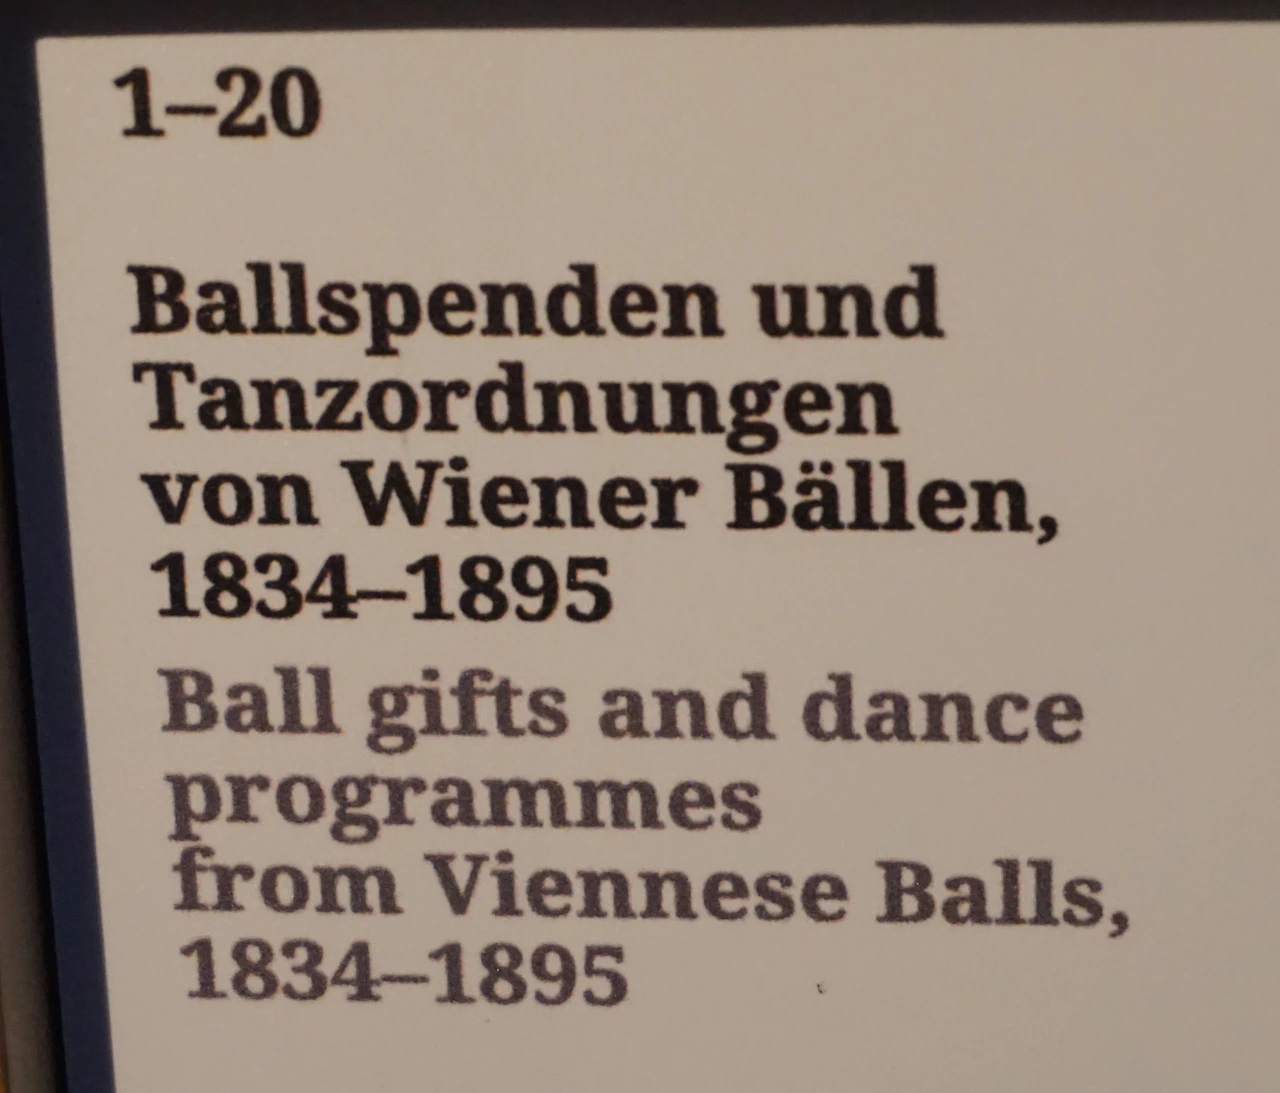 1–20
Ballspenden und
Tanzordnungen
von Wiener Bällen,
1834–1895
Ball gifts and dance
programmes
from Viennese Balls,
1834–1895